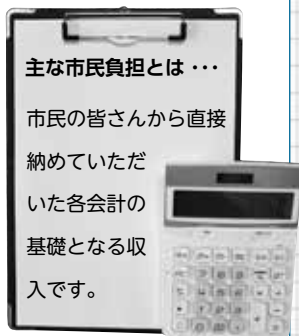 主な市民負担とは・・・
市民の皆さんから直接
納めていただ
いた各会計の
基礎となる収
入です。